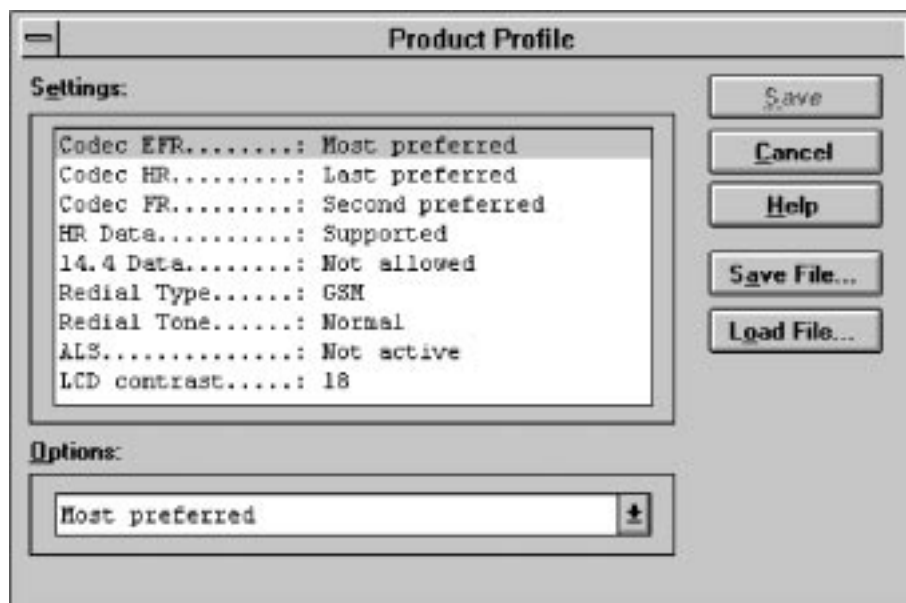 Product Profile
Settings:
Codec EFR........: Most preferred
Codec HR.........: Last preferred
Codec FR.........: Second preferred
HR Data..........: Supported
14.4 Data........: Not allowed
Redial Type......: GSM
Redial Tone......: Normal
ALS..............: Not active
LCD contrast.....: 18
Options:
Most preferred
Save
Cancel
Help
Save File...
Load File...